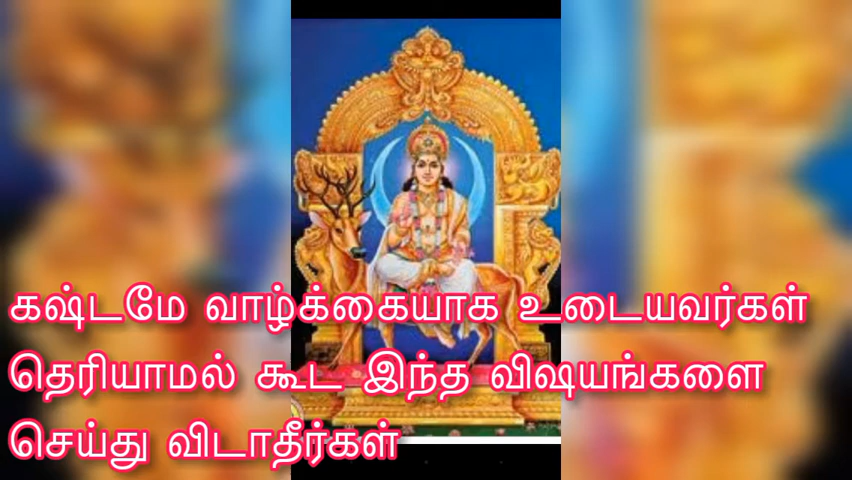 கஷ்டமே வாழ்க்கையாக உடையவர்கள்
தெரியாமல் கூட இந்த விஷயங்களை
செய்து விடாதீர்கள்